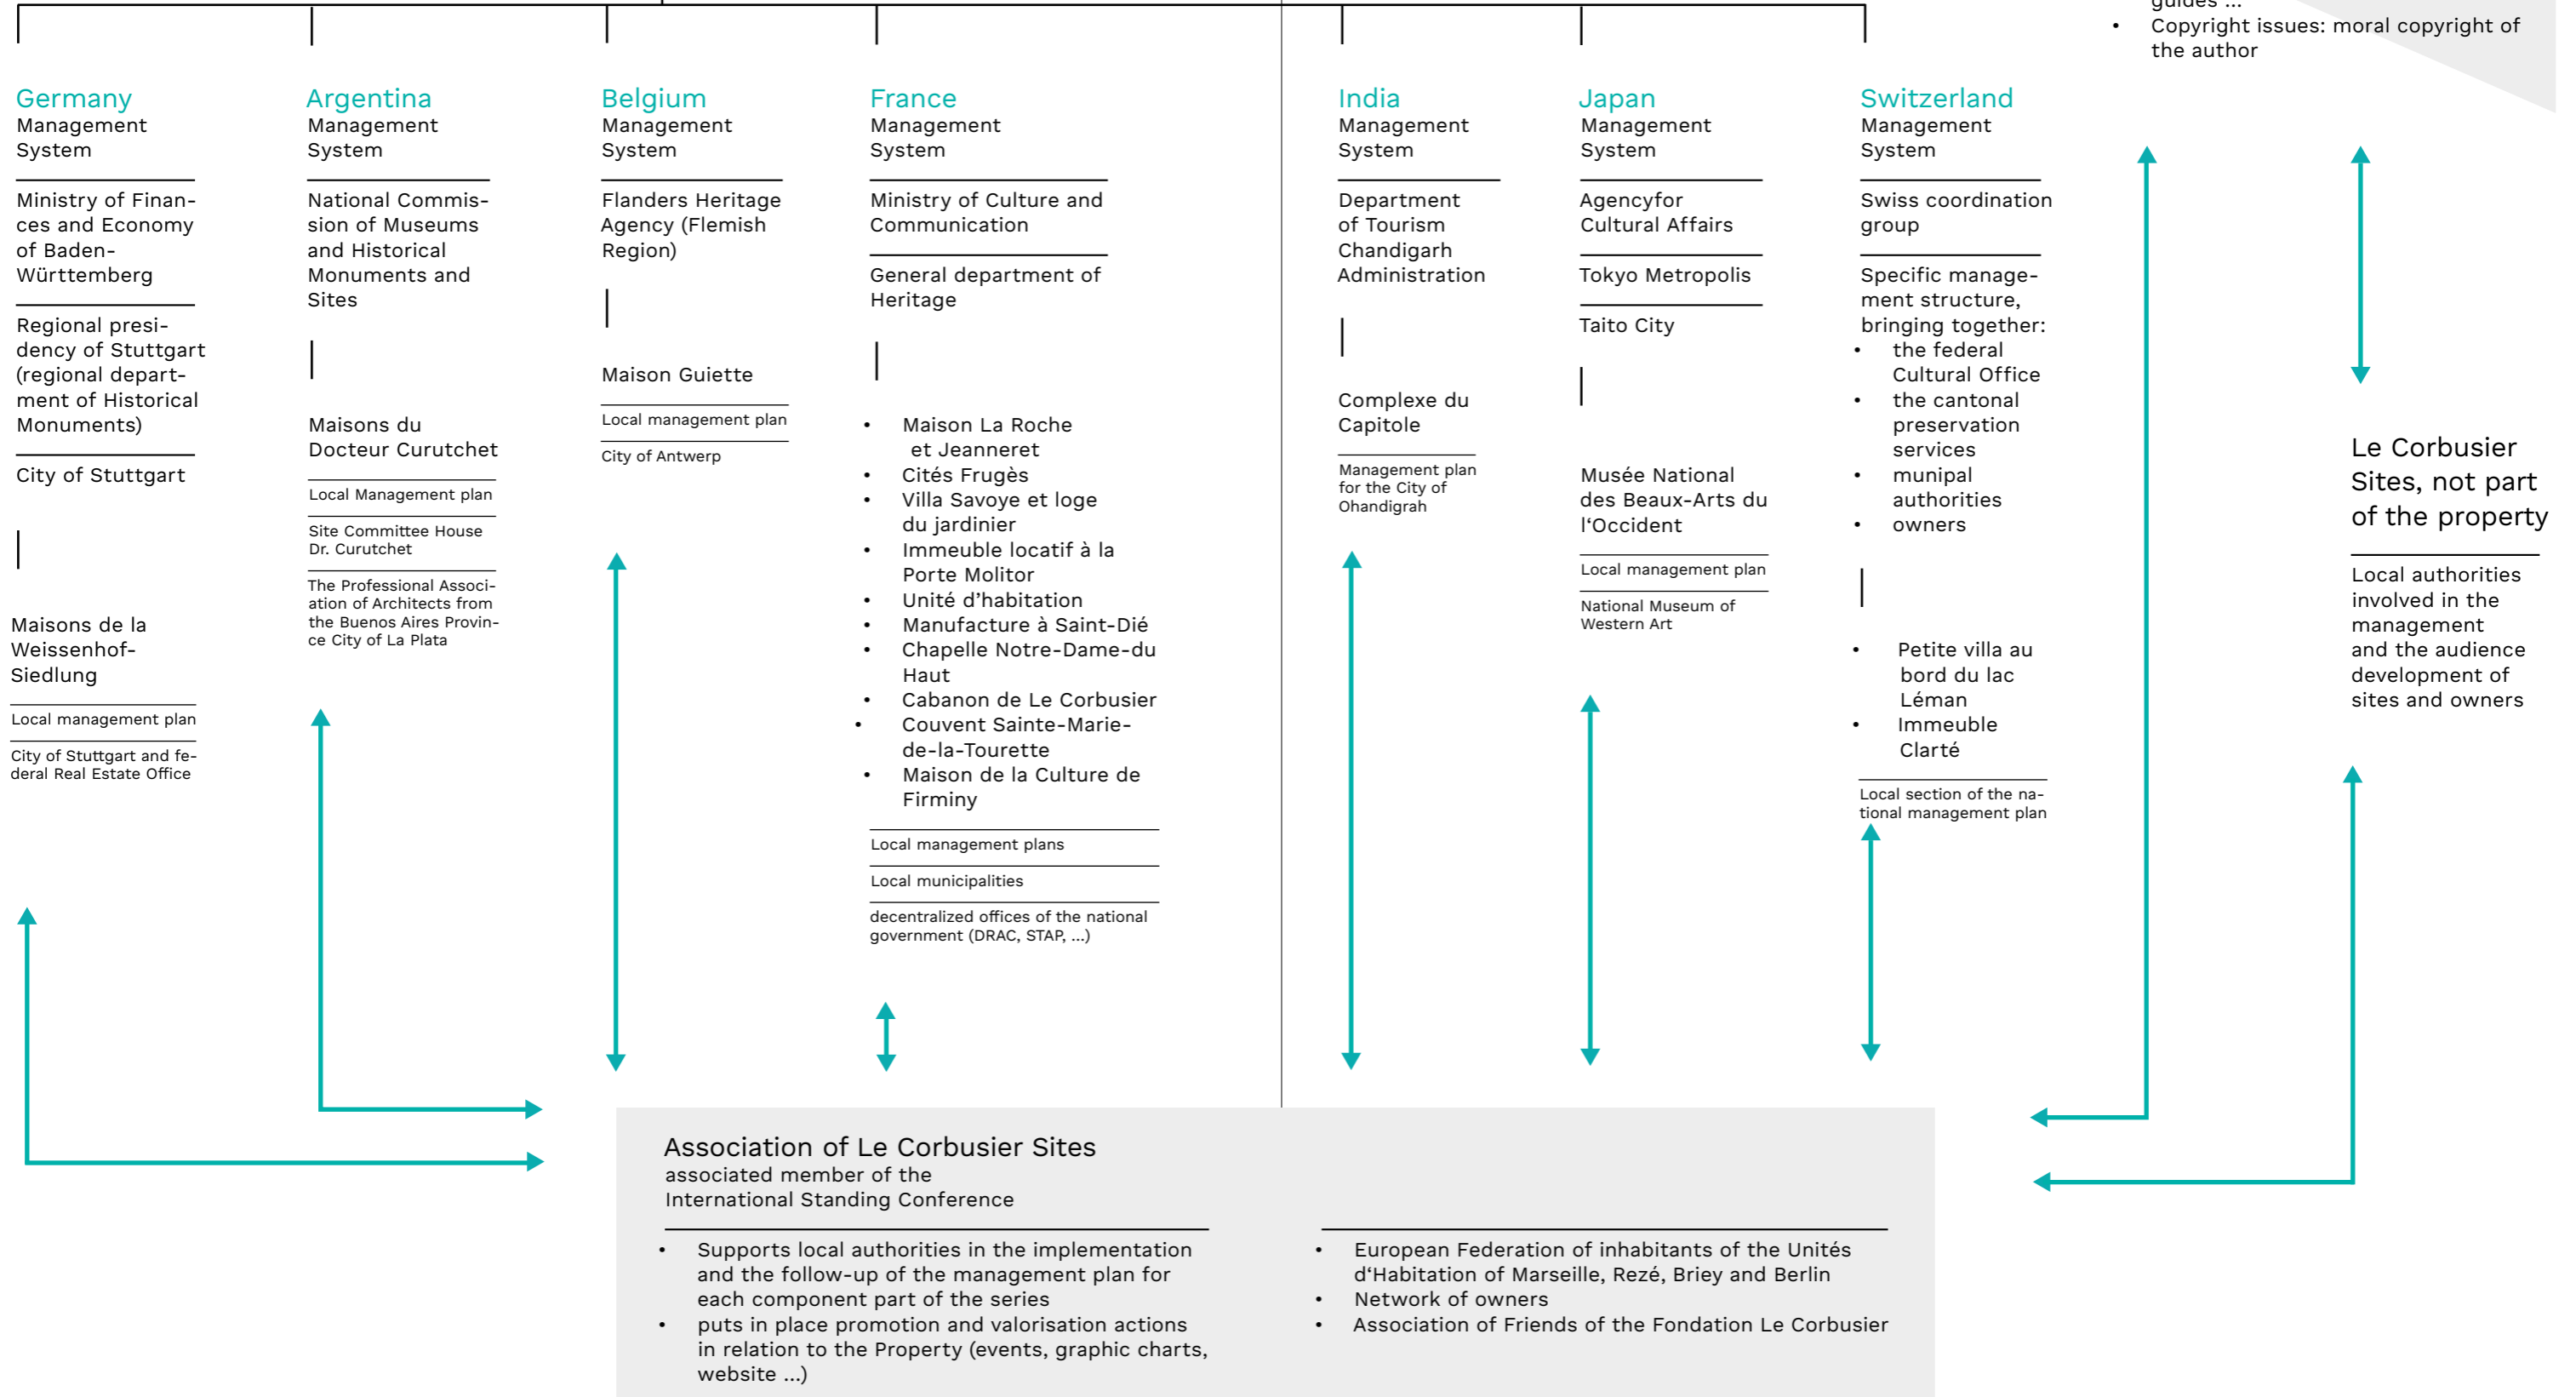 guides ...
• Copyright issues: moral copyright of
the author
Germany
Management
System
Ministry of Finan-
ces and Economy
of Baden-
Württemberg
Regional presi-
dency of Stuttgart
(regional depart-
ment of Historical
Monuments)
City of Stuttgart
Maisons de la
Weissenhof-
Siedlung
Local management plan
City of Stuttgart and fe-
deral Real Estate Office
Argentina
Management
System
National Commis-
sion of Museums
and Historical
Monuments and
Sites
Maisons du
Docteur Curutchet
Local Management plan
Site Committee House
Dr. Curutchet
The Professional Associ-
ation of Architects from
the Buenos Aires Provin-
ce City of La Plata
Belgium
Management
System
Flanders Heritage
Agency (Flemish
Region)
Maison Guiette
Local management plan
City of Antwerp
France
Management
System
Ministry of Culture and
Communication
General department of
Heritage
• Maison La Roche
et Jeanneret
• Cités Frugès
• Villa Savoye et loge
du jardinier
• Immeuble locatif à la
Porte Molitor
• Unité d’habitation
• Manufacture à Saint-Dié
• Chapelle Notre-Dame-du
Haut
• Cabanon de Le Corbusier
• Couvent Sainte-Marie-
de-la-Tourette
• Maison de la Culture de
Firminy
Local management plans
Local municipalities
decentralized offices of the national
government (DRAC, STAP, ...)
India
Management
System
Department
of Tourism
Chandigarh
Administration
Complexe du
Capitole
Management plan
for the City of
Ohandigrah
Japan
Management
System
Agencyfor
Cultural Affairs
Tokyo Metropolis
Taito City
Musée National
des Beaux-Arts du
l‘Occident
Local management plan
National Museum of
Western Art
Switzerland
Management
System
Swiss coordination
group
Specific manage-
ment structure,
bringing together:
• the federal
Cultural Office
• the cantonal
preservation
services
• munipal
authorities
• owners
• Petite villa au
bord du lac
Léman
• Immeuble
Clarté
Local section of the na-
tional management plan
Le Corbusier
Sites, not part
of the property
Local authorities
involved in the
management
and the audience
development of
sites and owners
Association of Le Corbusier Sites
associated member of the
International Standing Conference
• Supports local authorities in the implementation
and the follow-up of the management plan for
each component part of the series
• puts in place promotion and valorisation actions
in relation to the Property (events, graphic charts,
website ...)
• European Federation of inhabitants of the Unités
d‘Habitation of Marseille, Rezé, Briey and Berlin
• Network of owners
• Association of Friends of the Fondation Le Corbusier